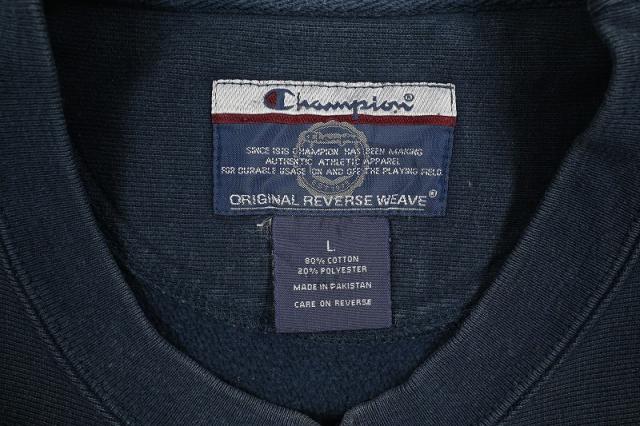 Champion®
Champion
SINCE 1919 CHAMPION HAS BEEN MAKING
AUTHENTIC ATHLETIC APPAREL
FOR DURABLE USAGE ON AND OFF THE PLAYING FIELD.
ORIGINAL REVERSE WEAVE®
L
80% COTTON
20% POLYESTER
MADE IN PAKISTAN
CARE ON REVERSE